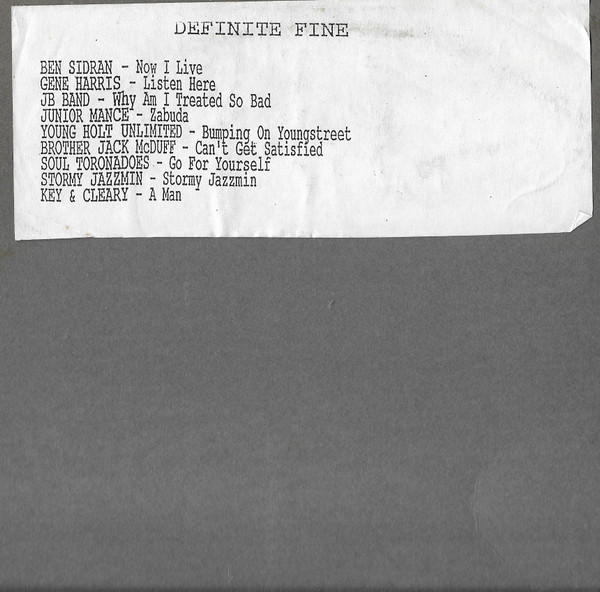 DEFINITE FINE
BEN SIDRAN - Now I Live
GENE HARRIS - Listen Here
JB BAND - Why Am I Treated So Bad
JUNIOR MANCE - Zabuda
YOUNG HOLT UNLIMITED - Bumping On Youngstreet
BROTHER JACK McDUFF - Can't Get Satisfied
SOUL TORONADOES - Go For Yourself
STORMY JAZZMIN - Stormy Jazzmin
KEY & CLEARY - A Man